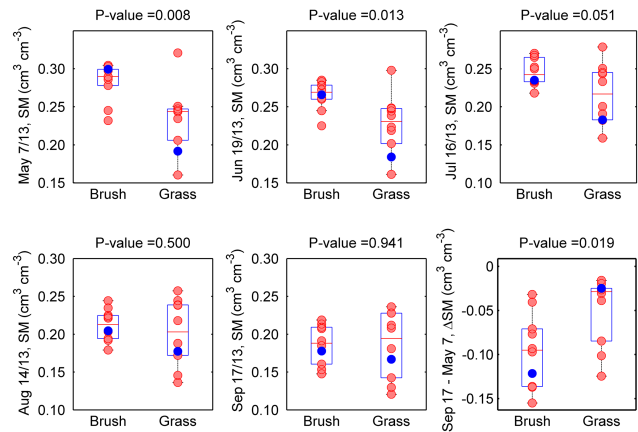 P-value =0.008
May 7/13, SM (cm³ cm⁻³)
0.30
0.25
0.20
0.15
Brush Grass
P-value =0.013
Jun 19/13, SM (cm³ cm⁻³)
0.30
0.25
0.20
0.15
Brush Grass
P-value =0.051
Jul 16/13, SM (cm³ cm⁻³)
0.30
0.25
0.20
0.15
0.10
Brush Grass
P-value =0.500
Aug 14/13, SM (cm³ cm⁻³)
0.30
0.25
0.20
0.15
0.10
Brush Grass
P-value =0.941
Sep 17/13, SM (cm³ cm⁻³)
0.30
0.25
0.20
0.15
0.10
Brush Grass
P-value =0.019
Sep 17 - May 7, ΔSM (cm³ cm⁻³)
0
-0.05
-0.10
-0.15
Brush Grass